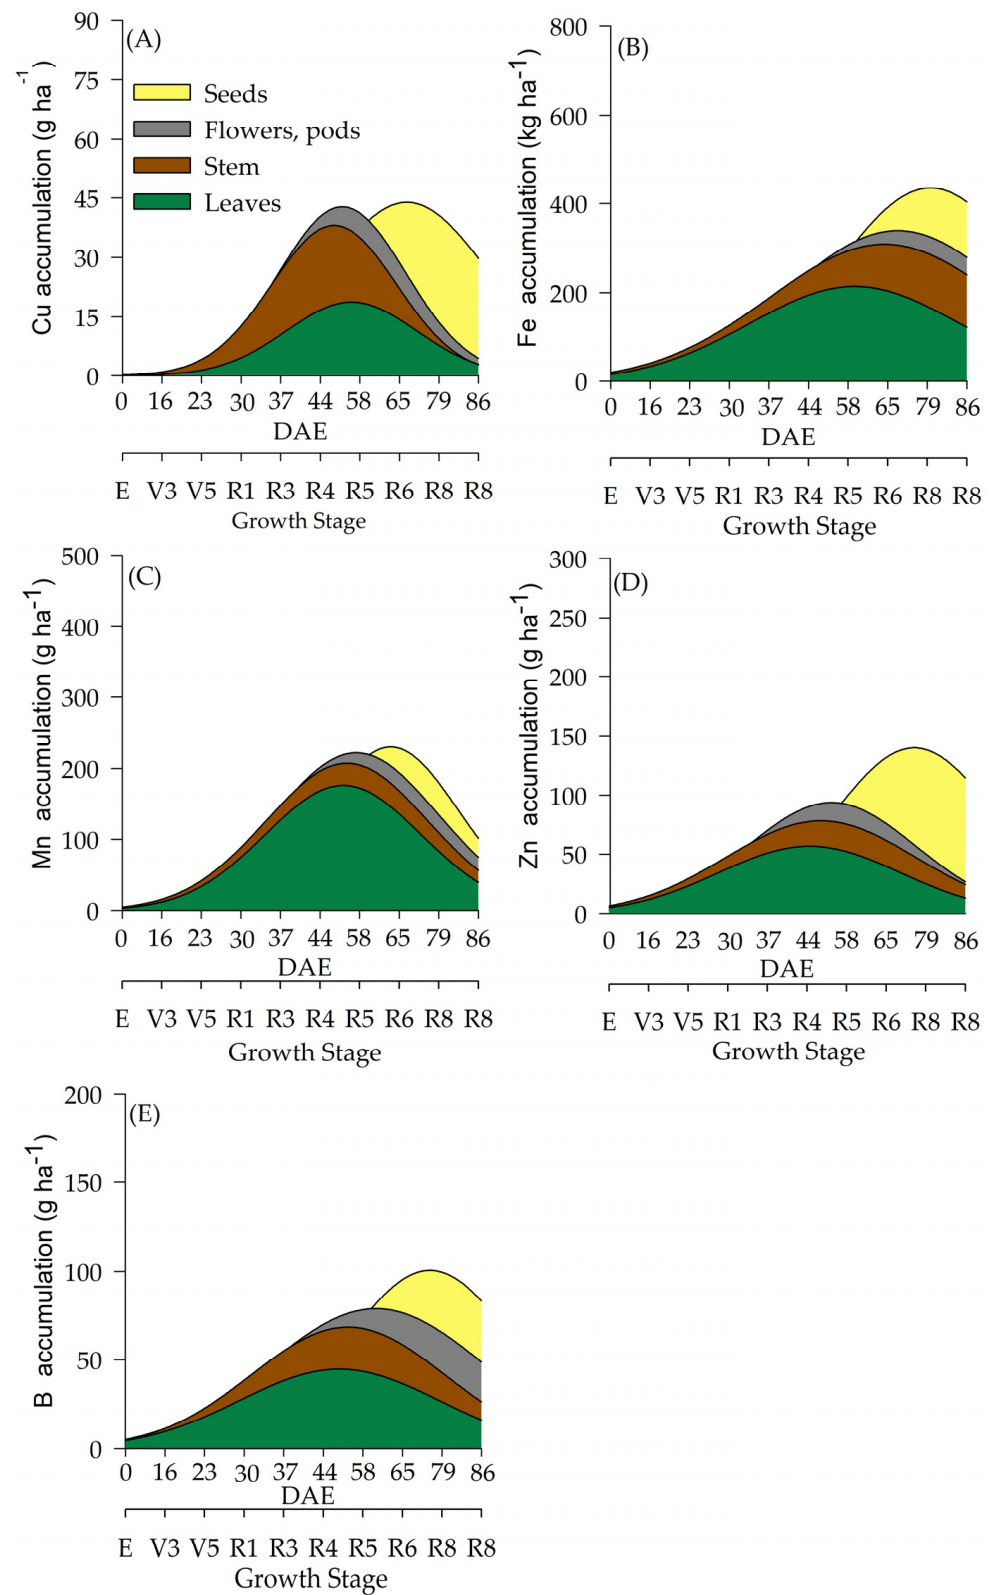 (A)
Cu accumulation (g ha -1)
90
75
60
45
30
15
0
Seeds
Flowers, pods
Stem
Leaves
0 16 23 30 37 44 58 65 79 86
DAE
E V3 V5 R1 R3 R4 R5 R6 R8 R8
Growth Stage
(B)
Fe accumulation (kg ha-1)
800
600
400
200
0
0 16 23 30 37 44 58 65 79 86
DAE
E V3 V5 R1 R3 R4 R5 R6 R8 R8
Growth Stage
(C)
Mn accumulation (g ha-1)
500
400
300
200
100
0
0 16 23 30 37 44 58 65 79 86
DAE
E V3 V5 R1 R3 R4 R5 R6 R8 R8
Growth Stage
(D)
Zn accumulation (g ha-1)
300
250
200
150
100
50
0
0 16 23 30 37 44 58 65 79 86
DAE
E V3 V5 R1 R3 R4 R5 R6 R8 R8
Growth Stage
(E)
B accumulation (g ha-1)
200
150
100
50
0
0 16 23 30 37 44 58 65 79 86
DAE
E V3 V5 R1 R3 R4 R5 R6 R8 R8
Growth Stage